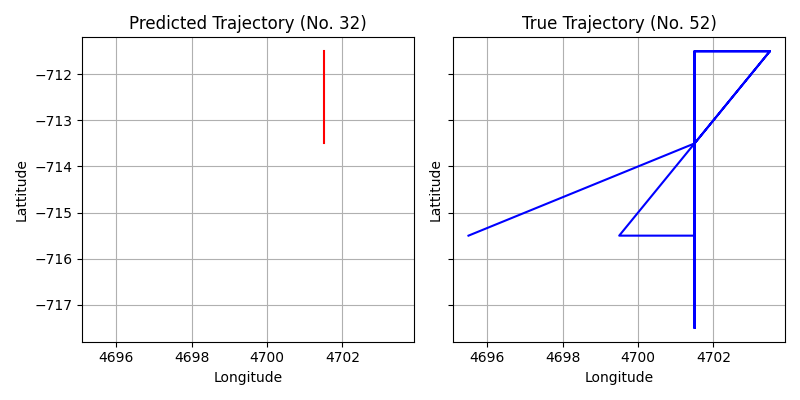 Predicted Trajectory (No. 32)
True Trajectory (No. 52)
Lattitude
−712
−713
−714
−715
−716
−717
4696
4698
4700
4702
Longitude
Lattitude
4696
4698
4700
4702
Longitude